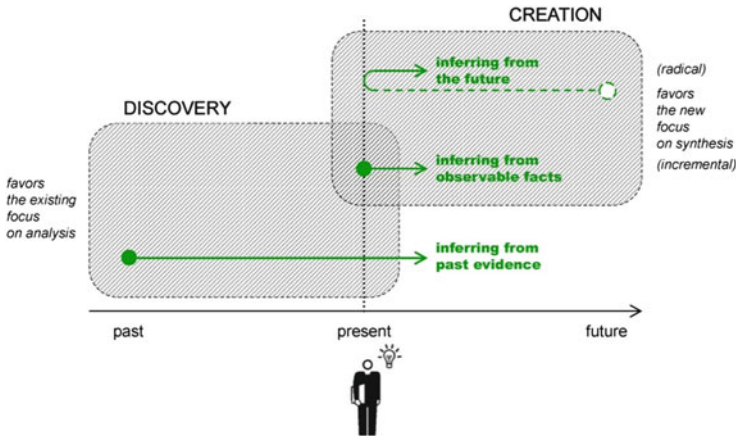 CREATION
inferring from
the future
(radical)
favors
the new
focus
on synthesis
(incremental)
DISCOVERY
inferring from
observable facts
favors
the existing
focus
on analysis
inferring from
past evidence
past
present
future